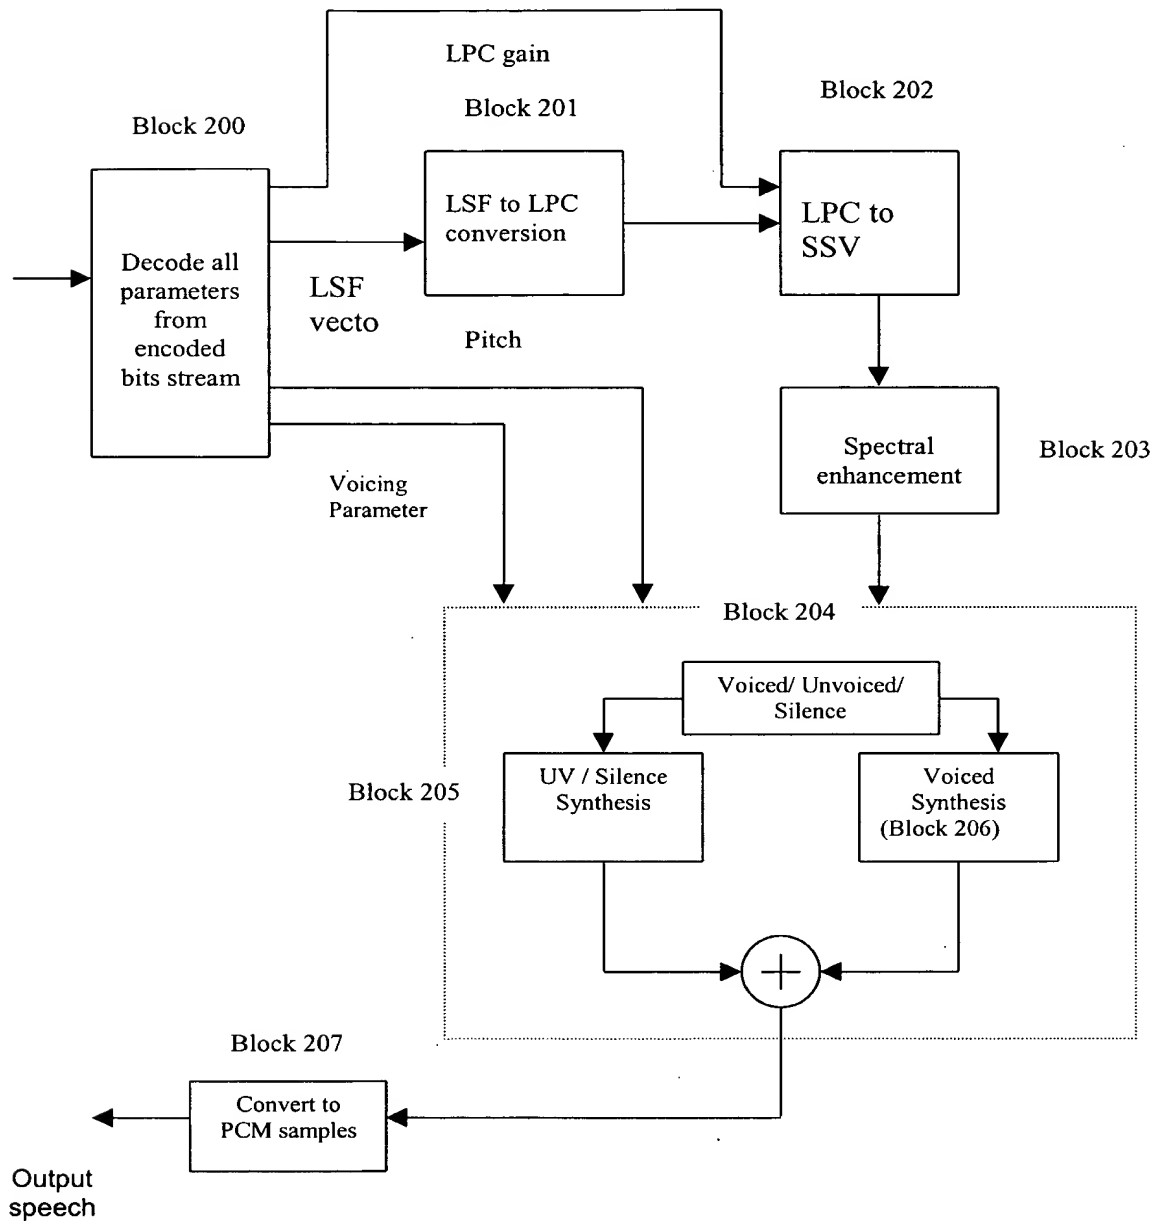 LPC gain
Block 202
Block 201
Block 200
LSF to LPC
conversion
LPC to
SSV
Decode all
parameters
from
encoded
bits stream
LSF
vecto
Pitch
Spectral
enhancement
Block 203
Voicing
Parameter
Block 204
Voiced/ Unvoiced/
Silence
Block 205
UV / Silence
Synthesis
Voiced
Synthesis
(Block 206)
Block 207
Convert to
PCM samples
Output
speech